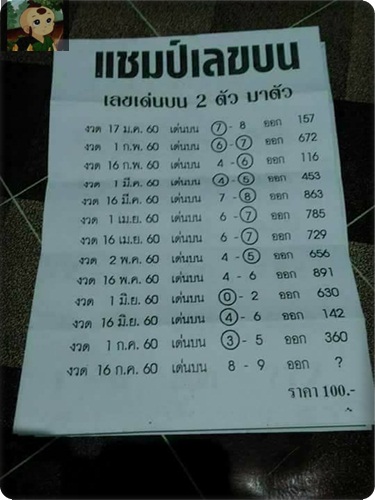 แชมป์เลขบน
เลขเด่นบน 2 ตัว มาตัว
งวด 17 ม.ค. 60 เด่นบน 7 - 8 ออก 157
งวด 1 ก.พ. 60 เด่นบน 6 - 7 ออก 672
งวด 16 ก.พ. 60 เด่นบน 4 - 6 ออก 116
งวด 1 มี.ค. 60 เด่นบน 4 - 5 ออก 453
งวด 16 มี.ค. 60 เด่นบน 7 - 8 ออก 863
งวด 1 เม.ย. 60 เด่นบน 6 - 7 ออก 785
งวด 16 เม.ย. 60 เด่นบน 6 - 7 ออก 729
งวด 2 พ.ค. 60 เด่นบน 4 - 5 ออก 656
งวด 16 พ.ค. 60 เด่นบน 4 - 6 ออก 891
งวด 1 มิ.ย. 60 เด่นบน 0 - 2 ออก 630
งวด 16 มิ.ย. 60 เด่นบน 4 - 6 ออก 142
งวด 1 ก.ค. 60 เด่นบน 3 - 5 ออก 360
งวด 16 ก.ค. 60 เด่นบน 8 - 9 ออก ?
ราคา 100.-